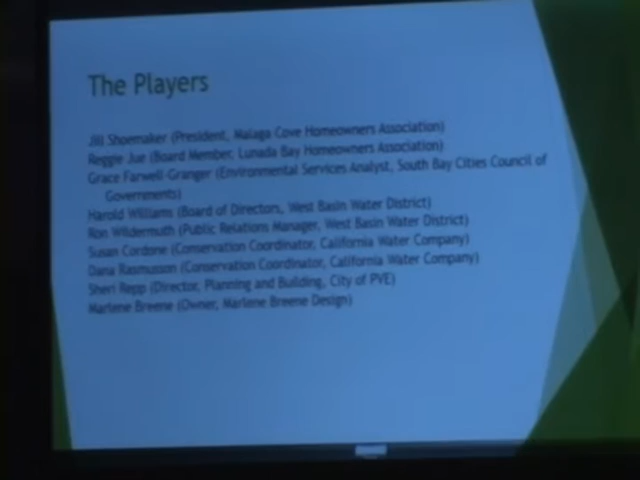 The Players
Jill Shoemaker (President, Malaga Cove Homeowners Association)
Reggie Jue (Board Member, Lunada Bay Homeowners Association)
Grace Farwell-Granger (Environmental Services Analyst, South Bay Cities Council of
Governments)
Harold Williams (Board of Directors, West Basin Water District)
Ron Wildermuth (Public Relations Manager, West Basin Water District)
Susan Cordone (Conservation Coordinator, California Water Company)
Dana Rasmusson (Conservation Coordinator, California Water Company)
Sheri Repp (Director, Planning and Building, City of PVE)
Marlene Breene (Owner, Marlene Breene Design)